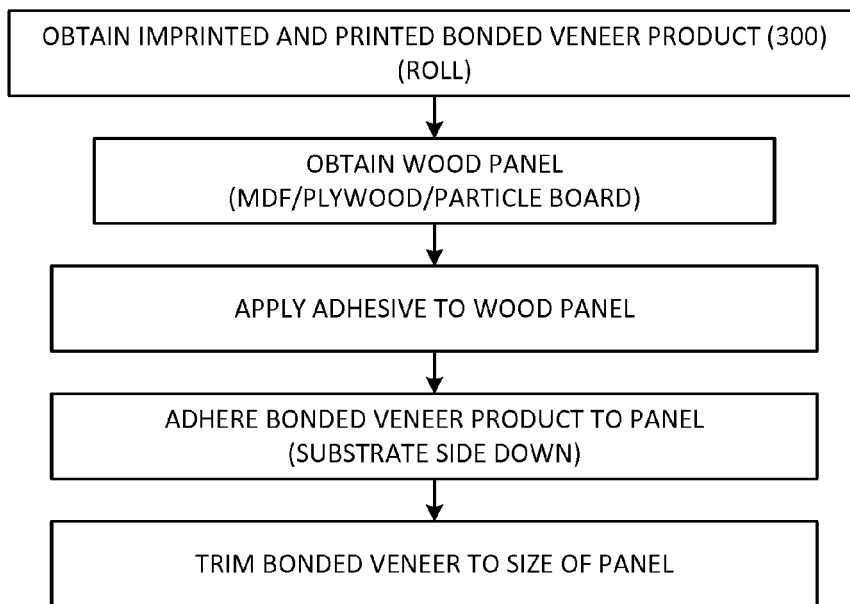 OBTAIN IMPRINTED AND PRINTED BONDED VENEER PRODUCT (300)
(ROLL)
OBTAIN WOOD PANEL
(MDF/PLYWOOD/PARTICLE BOARD)
APPLY ADHESIVE TO WOOD PANEL
ADHERE BONDED VENEER PRODUCT TO PANEL
(SUBSTRATE SIDE DOWN)
TRIM BONDED VENEER TO SIZE OF PANEL